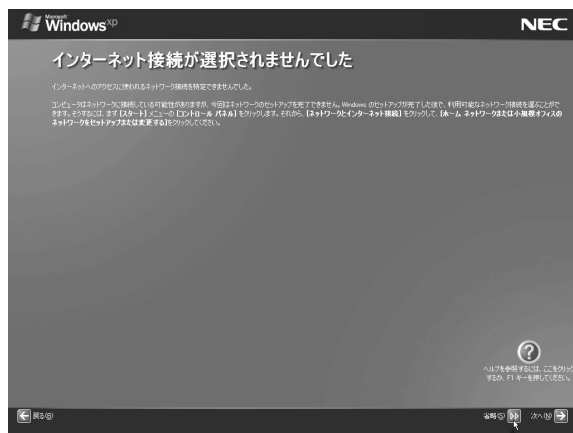 Microsoft
Windows xp
NEC
インターネット接続が選択されませんでした
インターネットへのアクセスに使われるネットワーク接続を特定できませんでした。
コンピュータはネットワークに接続している可能性がありますが、今回はネットワークのセットアップを完了できません。Windows のセットアップが完了した後で、利用可能なネットワーク接続を選ぶことがで
きます。そうするには、まず [スタート] メニューの [コントロール パネル] をクリックします。それから、[ネットワークとインターネット接続] をクリックして、[ホーム ネットワークまたは小規模オフィスの
ネットワークをセットアップまたは変更する]をクリックしてください。
ヘルプを参照するには、ここをクリック
するか、F1 キーを押してください。
戻る(B)
省略(S)
次へ(N)